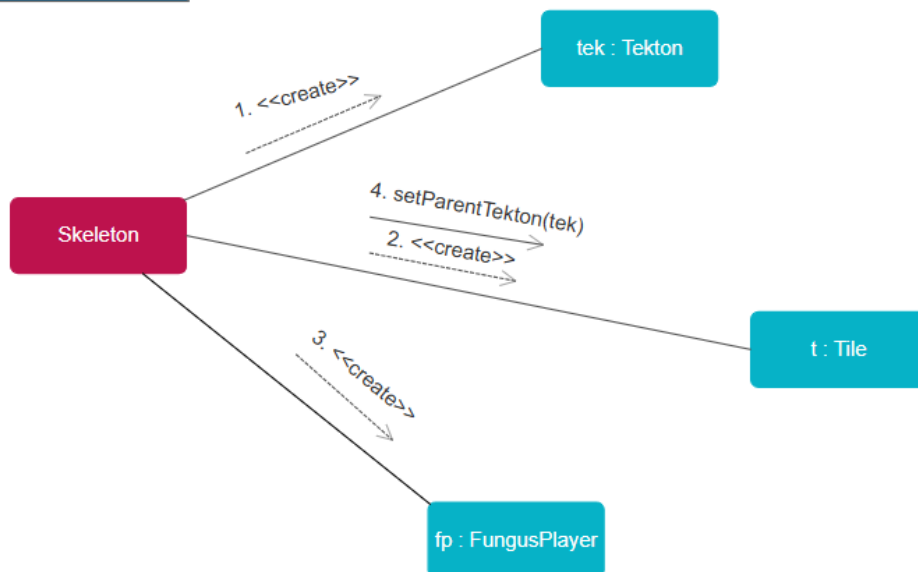 tek : Tekton
1. <<create>>
4. setParentTekton(tek)
Skeleton
2. <<create>>
t : Tile
3. <<create>>
fp : FungusPlayer